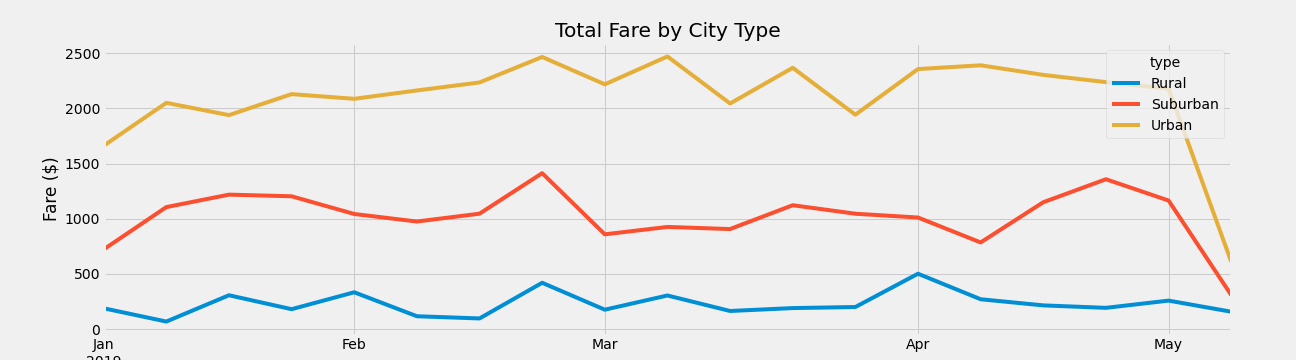 Total Fare by City Type
Fare ($)
2500
2000
1500
1000
500
0
type
Rural
Suburban
Urban
Jan
2019
Feb
Mar
Apr
May